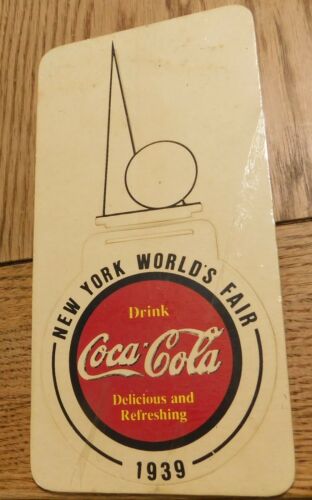 NEW YORK WORLD'S FAIR
Drink
Coca-Cola
Delicious and
Refreshing
1939